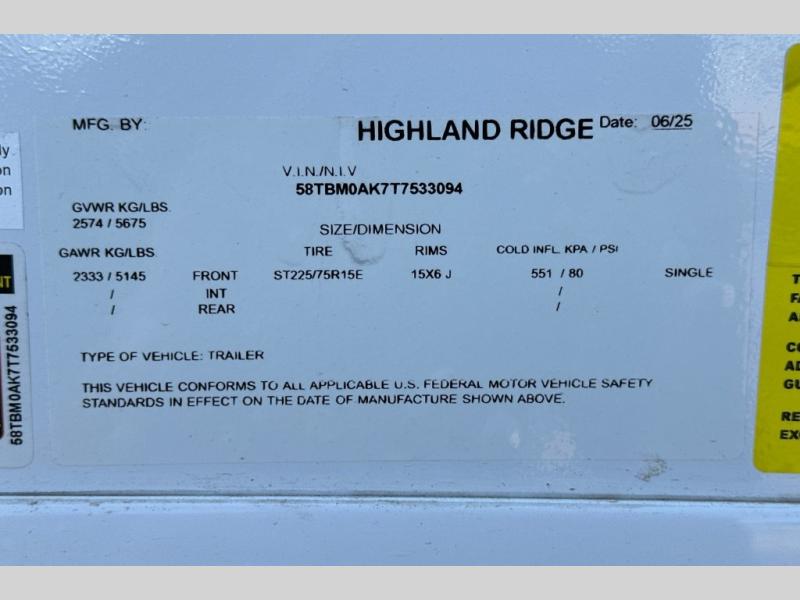 MFG. BY: HIGHLAND RIDGE Date: 06/25
V.I.N./N.I.V
58TBM0AK7T7533094
GVWR KG/LBS.
2574 / 5675
SIZE/DIMENSION
GAWR KG/LBS. TIRE RIMS COLD INFL. KPA / PSI
2333 / 5145 FRONT ST225/75R15E 15X6 J 551 / 80 SINGLE
/ INT /
/ REAR /
TYPE OF VEHICLE: TRAILER
THIS VEHICLE CONFORMS TO ALL APPLICABLE U.S. FEDERAL MOTOR VEHICLE SAFETY
STANDARDS IN EFFECT ON THE DATE OF MANUFACTURE SHOWN ABOVE.
58TBM0AK7T7533094